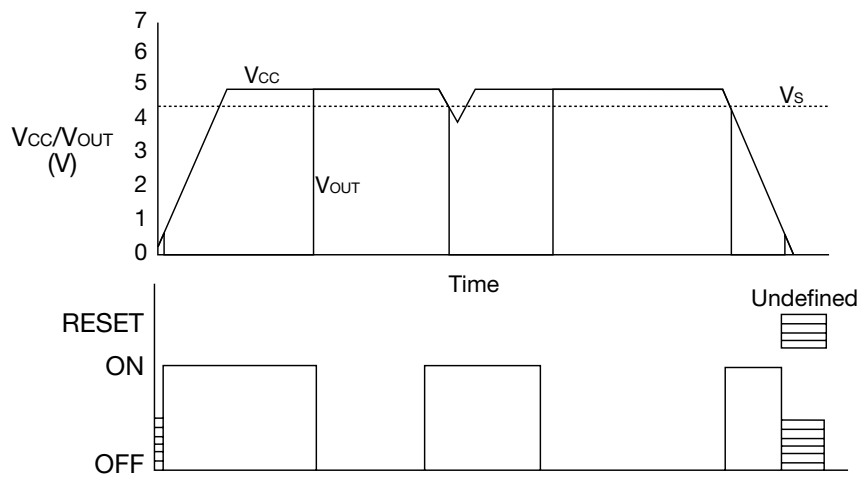 7
6
5
4
3
2
1
0
VCC/VOUT
(V)
VCC
VS
VOUT
Time
Undefined
RESET
ON
OFF